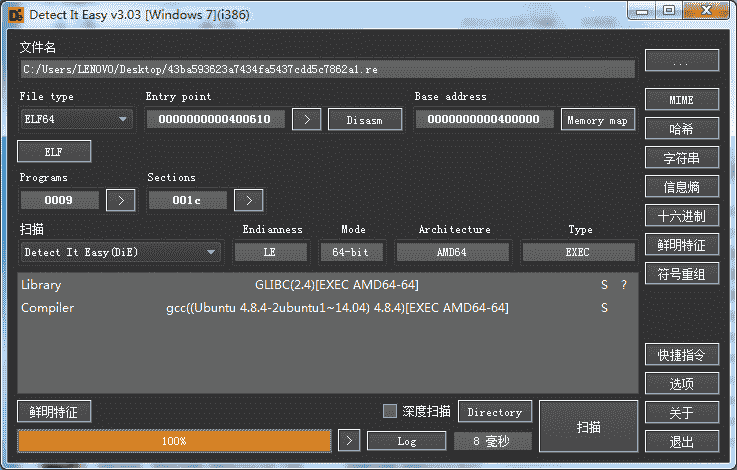 Detect It Easy v3.03 [Windows 7](i386)
文件名
C:/Users/LENOVO/Desktop/43ba593623a7434fa5437cdd5c7862a1.re
...
File type Entry point Base address
ELF64 0000000000400610 > Disasm 0000000000400000 Memory map
MIME
哈希
ELF
字符串
Programs Sections
信息熵
0009 > 001c >
十六进制
扫描 Endianness Mode Architecture Type
Detect It Easy(DiE) LE 64-bit AMD64 EXEC
鲜明特征
符号重组
Library GLIBC(2.4)[EXEC AMD64-64] S ?
Compiler gcc((Ubuntu 4.8.4-2ubuntu1~14.04) 4.8.4)[EXEC AMD64-64] S
快捷指令
选项
鲜明特征 深度扫描 Directory 扫描
关于
100% > Log 8 毫秒
退出